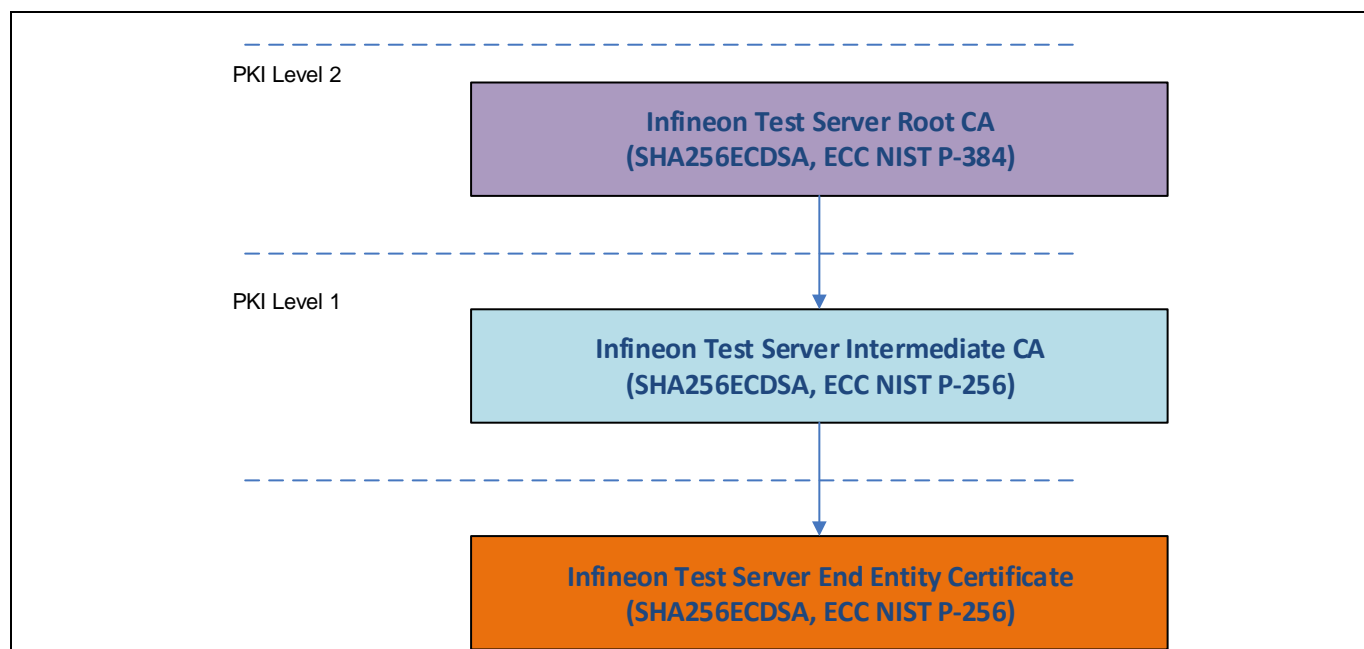 PKI Level 2
Infineon Test Server Root CA
(SHA256ECDSA, ECC NIST P-384)
PKI Level 1
Infineon Test Server Intermediate CA
(SHA256ECDSA, ECC NIST P-256)
Infineon Test Server End Entity Certificate
(SHA256ECDSA, ECC NIST P-256)